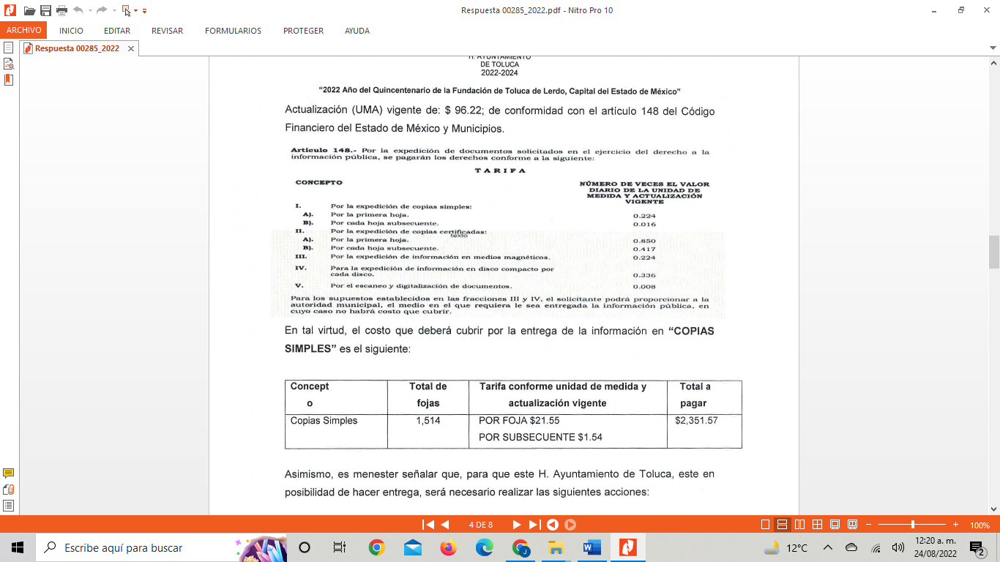 Respuesta 00285_2022.pdf - Nitro Pro 10
ARCHIVO INICIO EDITAR REVISAR FORMULARIOS PROTEGER AYUDA
Respuesta 00285_2022
H. AYUNTAMIENTO
DE TOLUCA
2022-2024
“2022 Año del Quincentenario de la Fundación de Toluca de Lerdo, Capital del Estado de México”
Actualización (UMA) vigente de: $ 96.22; de conformidad con el artículo 148 del Código
Financiero del Estado de México y Municipios.
Artículo 148.- Por la expedición de documentos solicitados en el ejercicio del derecho a la
información pública, se pagarán los derechos conforme a la siguiente:
TARIFA
CONCEPTO
NÚMERO DE VECES EL VALOR
DIARIO DE LA UNIDAD DE
MEDIDA Y ACTUALIZACIÓN
VIGENTE
I. Por la expedición de copias simples:
A). Por la primera hoja. 0.224
B). Por cada hoja subsecuente. 0.016
II. Por la expedición de copias certificadas:
texto
A). Por la primera hoja. 0.850
B). Por cada hoja subsecuente. 0.417
III. Por la expedición de información en medios magnéticos. 0.224
IV. Para la expedición de información en disco compacto por
cada disco. 0.336
V. Por el escaneo y digitalización de documentos. 0.008
Para los supuestos establecidos en las fracciones III y IV, el solicitante podrá proporcionar a la
autoridad municipal, el medio en el que requiera le sea entregada la información pública, en
cuyo caso no habrá costo que cubrir.
En tal virtud, el costo que deberá cubrir por la entrega de la información en “COPIAS
SIMPLES” es el siguiente:
Concept Total de Tarifa conforme unidad de medida y Total a
o fojas actualización vigente pagar
Copias Simples 1,514 POR FOJA $21.55 $2,351.57
POR SUBSECUENTE $1.54
Asimismo, es menester señalar que, para que este H. Ayuntamiento de Toluca, este en
posibilidad de hacer entrega, será necesario realizar las siguientes acciones:
4 DE 8
100%
Escribe aquí para buscar
12°C
12:20 a. m.
24/08/2022
2